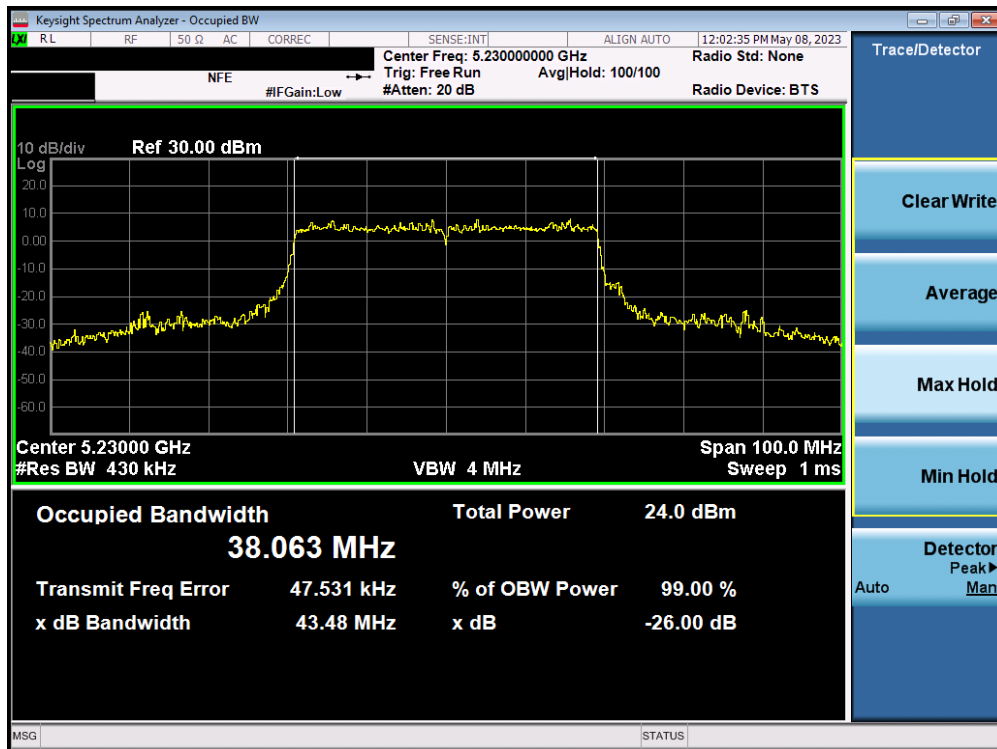 Keysight Spectrum Analyzer - Occupied BW
LXI RL RF 50 Ω AC CORREC SENSE:INT ALIGN AUTO 12:02:35 PM May 08, 2023
NFE
#IFGain:Low
Center Freq: 5.230000000 GHz
Trig: Free Run Avg|Hold: 100/100
#Atten: 20 dB
Radio Std: None
Radio Device: BTS
10 dB/div Ref 30.00 dBm
Log
20.0
10.0
0.00
-10.0
-20.0
-30.0
-40.0
-50.0
-60.0
Center 5.23000 GHz Span 100.0 MHz
#Res BW 430 kHz VBW 4 MHz Sweep 1 ms
Occupied Bandwidth Total Power 24.0 dBm
38.063 MHz
Transmit Freq Error 47.531 kHz % of OBW Power 99.00 %
x dB Bandwidth 43.48 MHz x dB -26.00 dB
Trace/Detector
Clear Write
Average
Max Hold
Min Hold
Detector
Peak▶
Auto Man
MSG STATUS